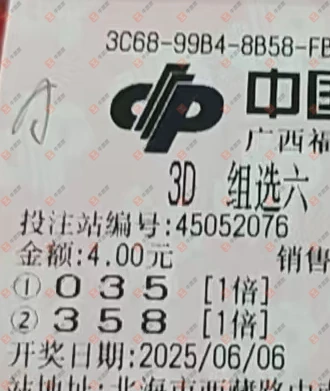 3C68-99B4-8B58-FB
中国
广西福
3D 组选六
投注站编号:45052076
金额:4.00元 销售
① 0 3 5 [1倍]
② 3 5 8 [1倍]
开奖日期:2025/06/06